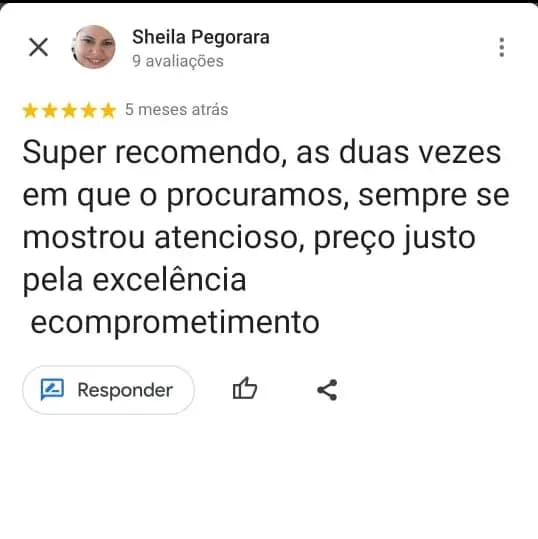 Sheila Pegorara
9 avaliações
5 meses atrás
Super recomendo, as duas vezes
em que o procuramos, sempre se
mostrou atencioso, preço justo
pela excelência
ecomprometimento
Responder